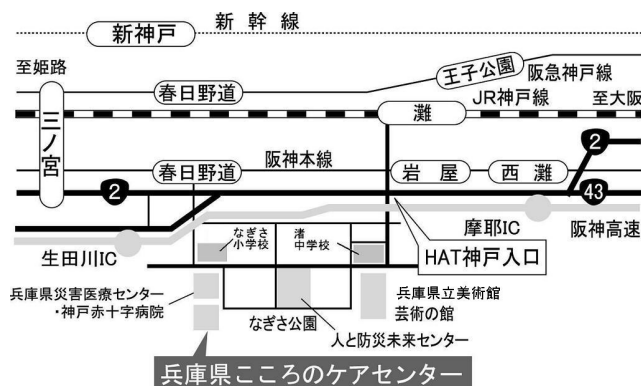 新幹線
新神戸
王子公園
至姫路
阪急神戸線
春日野道
JR神戸線
至大阪
灘
三ノ宮
2
春日野道
阪神本線
岩屋
西灘
2
43
なぎさ
小学校
渚
中学校
摩耶IC
阪神高速
生田川IC
HAT神戸入口
兵庫県災害医療センター
・神戸赤十字病院
兵庫県立美術館
芸術の館
なぎさ公園
人と防災未来センター
兵庫県こころのケアセンター